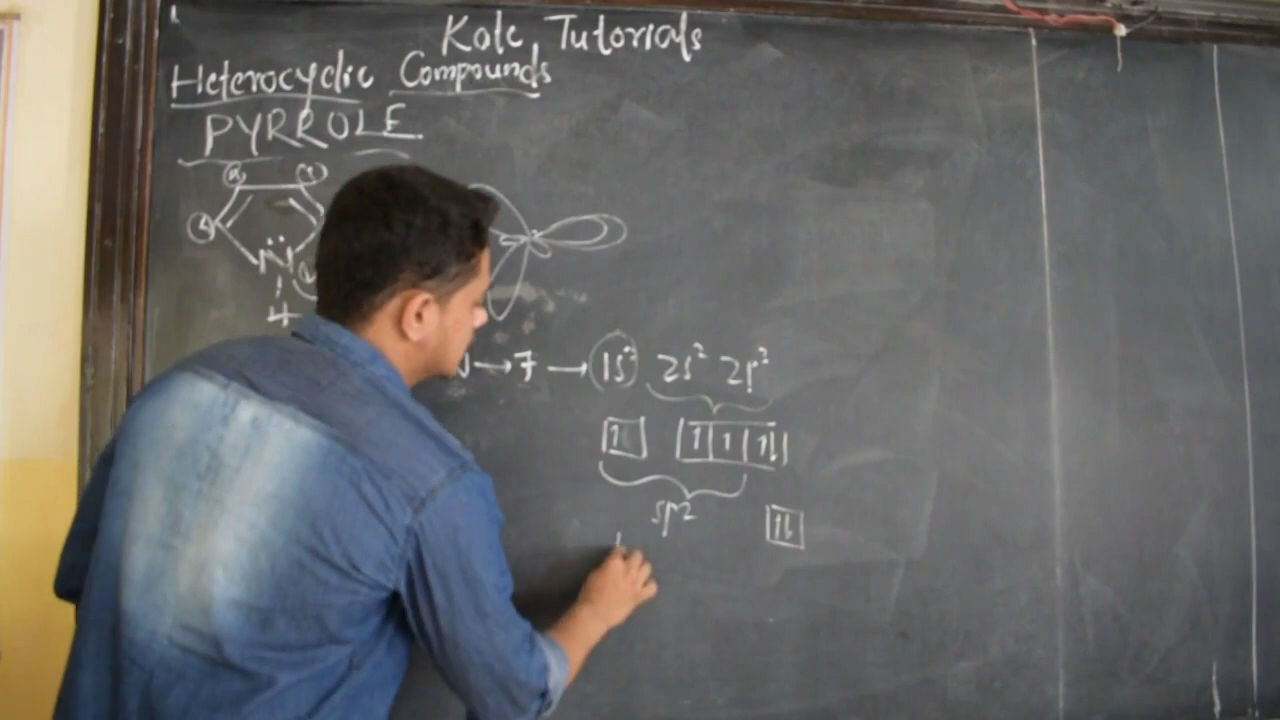 Kole Tutorials
Heterocyclic Compounds
PYRROLE
N
→ 7 → 1s² 2s² 2p³
sp²